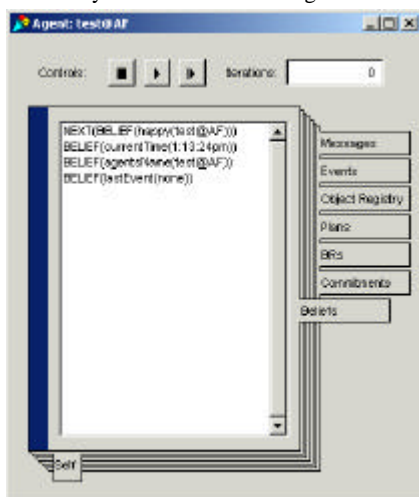 Agent: test@AF
Controls:
Iterations:
0
NEXT(BELIEF(happy(test@AF)))
BELIEF(currentTime(1:13:24pm))
BELIEF(agentsName(test@AF))
BELIEF(lastEvent(none))
Messages
Events
Object Registry
Plans
BRs
Commitments
Beliefs
Self